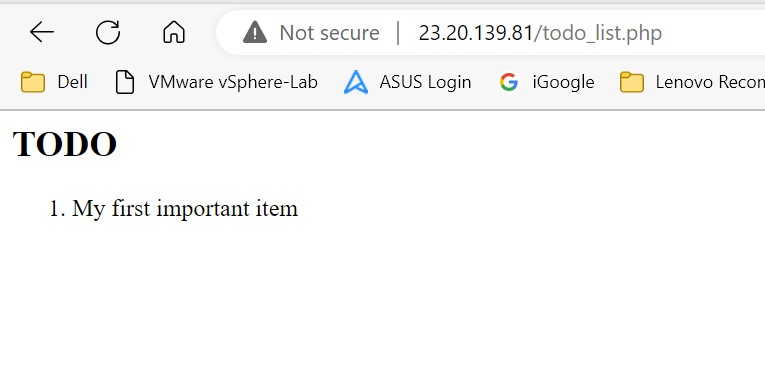 Not secure | 23.20.139.81/todo_list.php
Dell VMware vSphere-Lab ASUS Login iGoogle Lenovo Recom
TODO
1. My first important item